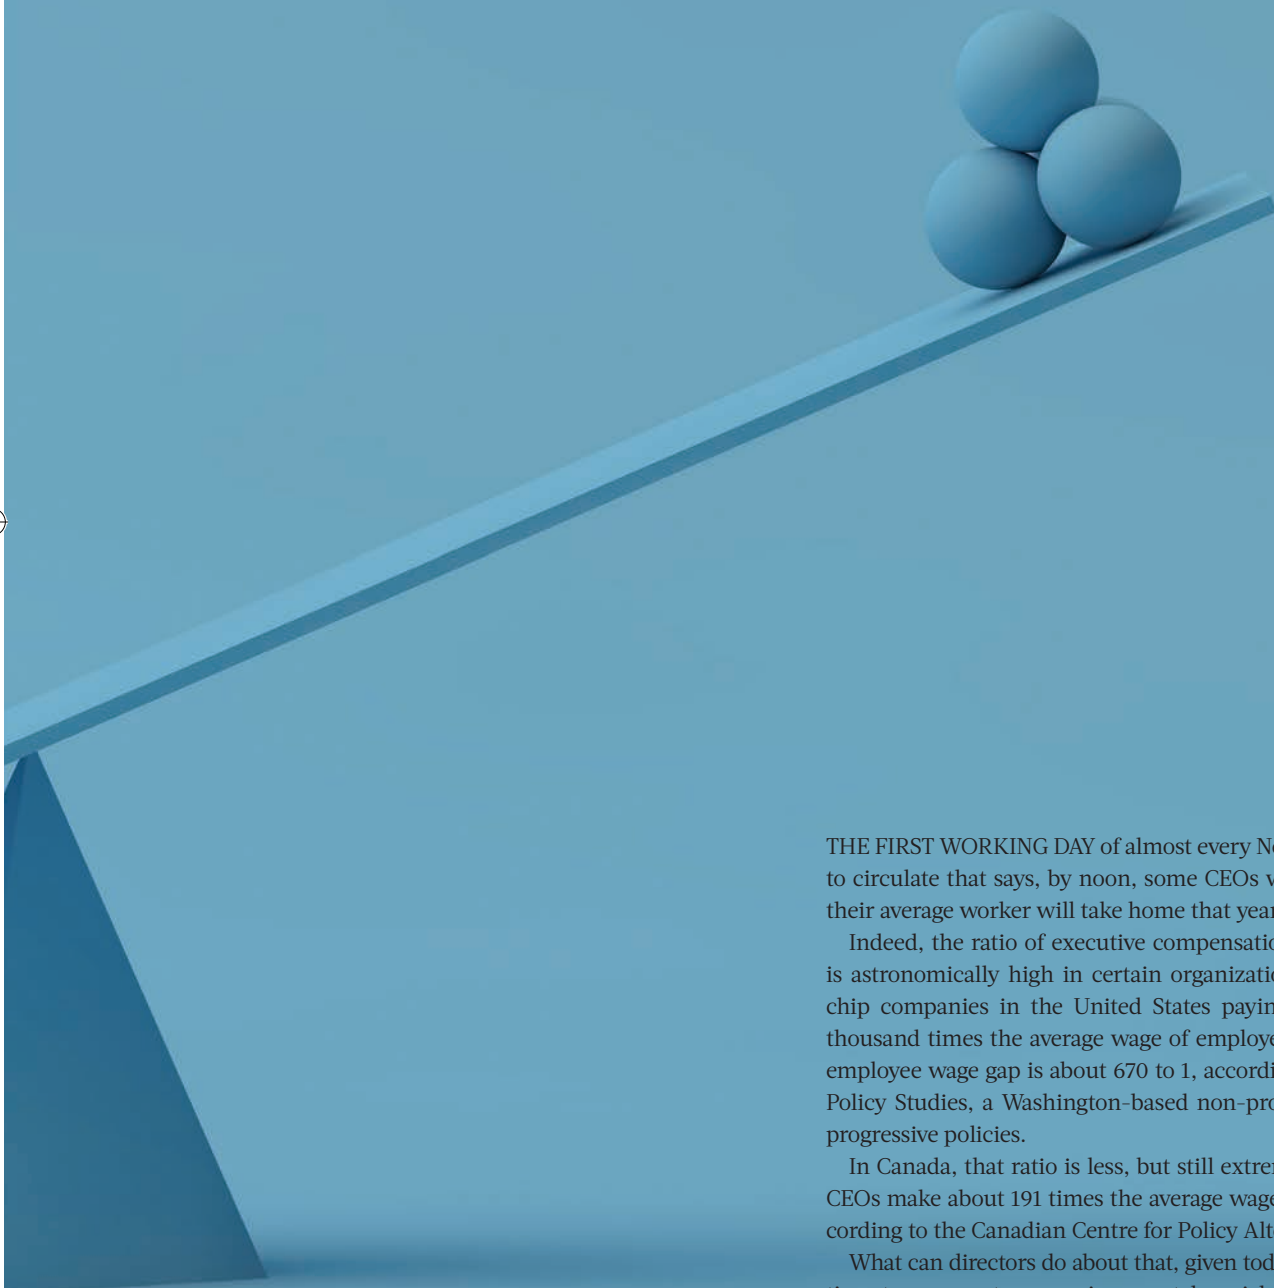 THE FIRST WORKING DAY of almost every
to circulate that says, by noon, some CEOs
their average worker will take home that year
Indeed, the ratio of executive
is astronomically high in certain
chip companies in the United States
thousand times the average wage of
employee wage gap is about 670 to 1,
Policy Studies, a Washington-based
progressive policies.
In Canada, that ratio is less, but still
CEOs make about 191 times the average wage
cording to the Canadian Centre for Policy
What can directors do about that, given